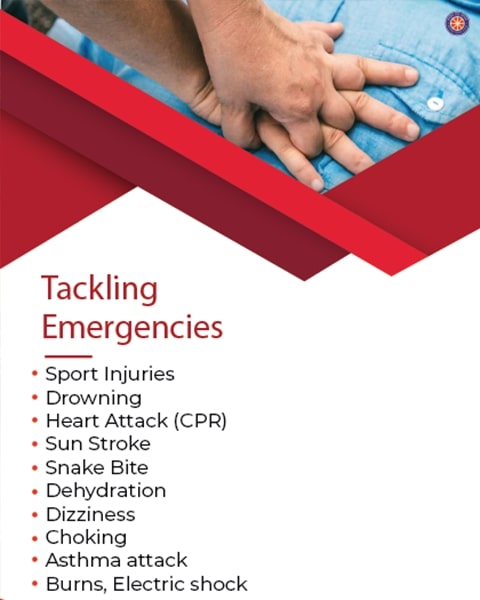 Tackling
Emergencies
• Sport Injuries
• Drowning
• Heart Attack (CPR)
• Sun Stroke
• Snake Bite
• Dehydration
• Dizziness
• Choking
• Asthma attack
• Burns, Electric shock